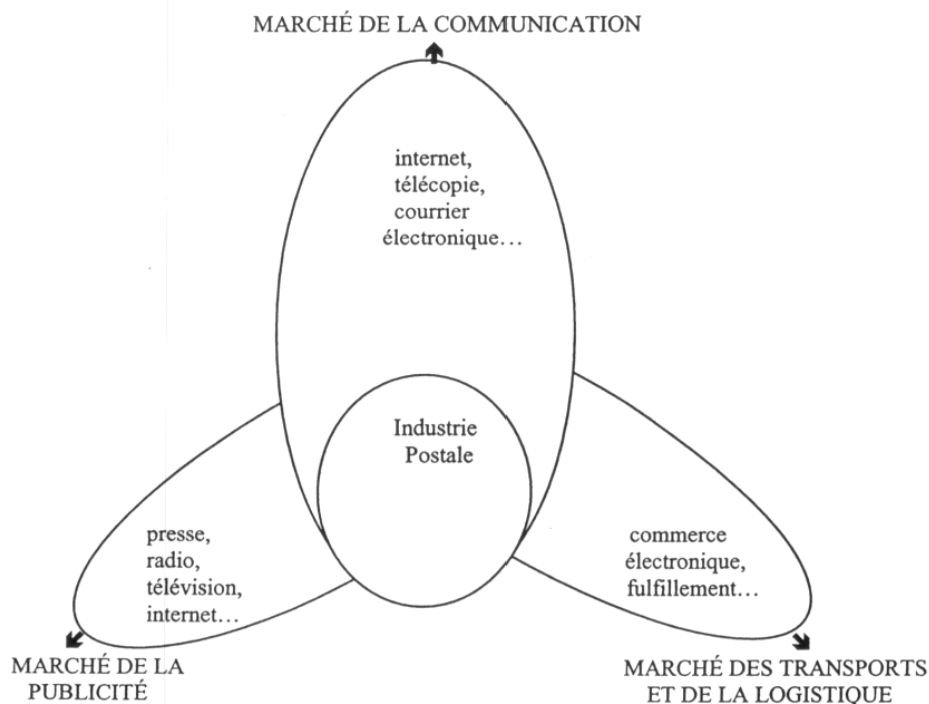 MARCHÉ DE LA COMMUNICATION
internet,
télécopie,
courrier
électronique…
Industrie
Postale
presse,
radio,
télévision,
internet…
commerce
électronique,
fulfillement…
MARCHÉ DE LA
PUBLICITÉ
MARCHÉ DES TRANSPORTS
ET DE LA LOGISTIQUE